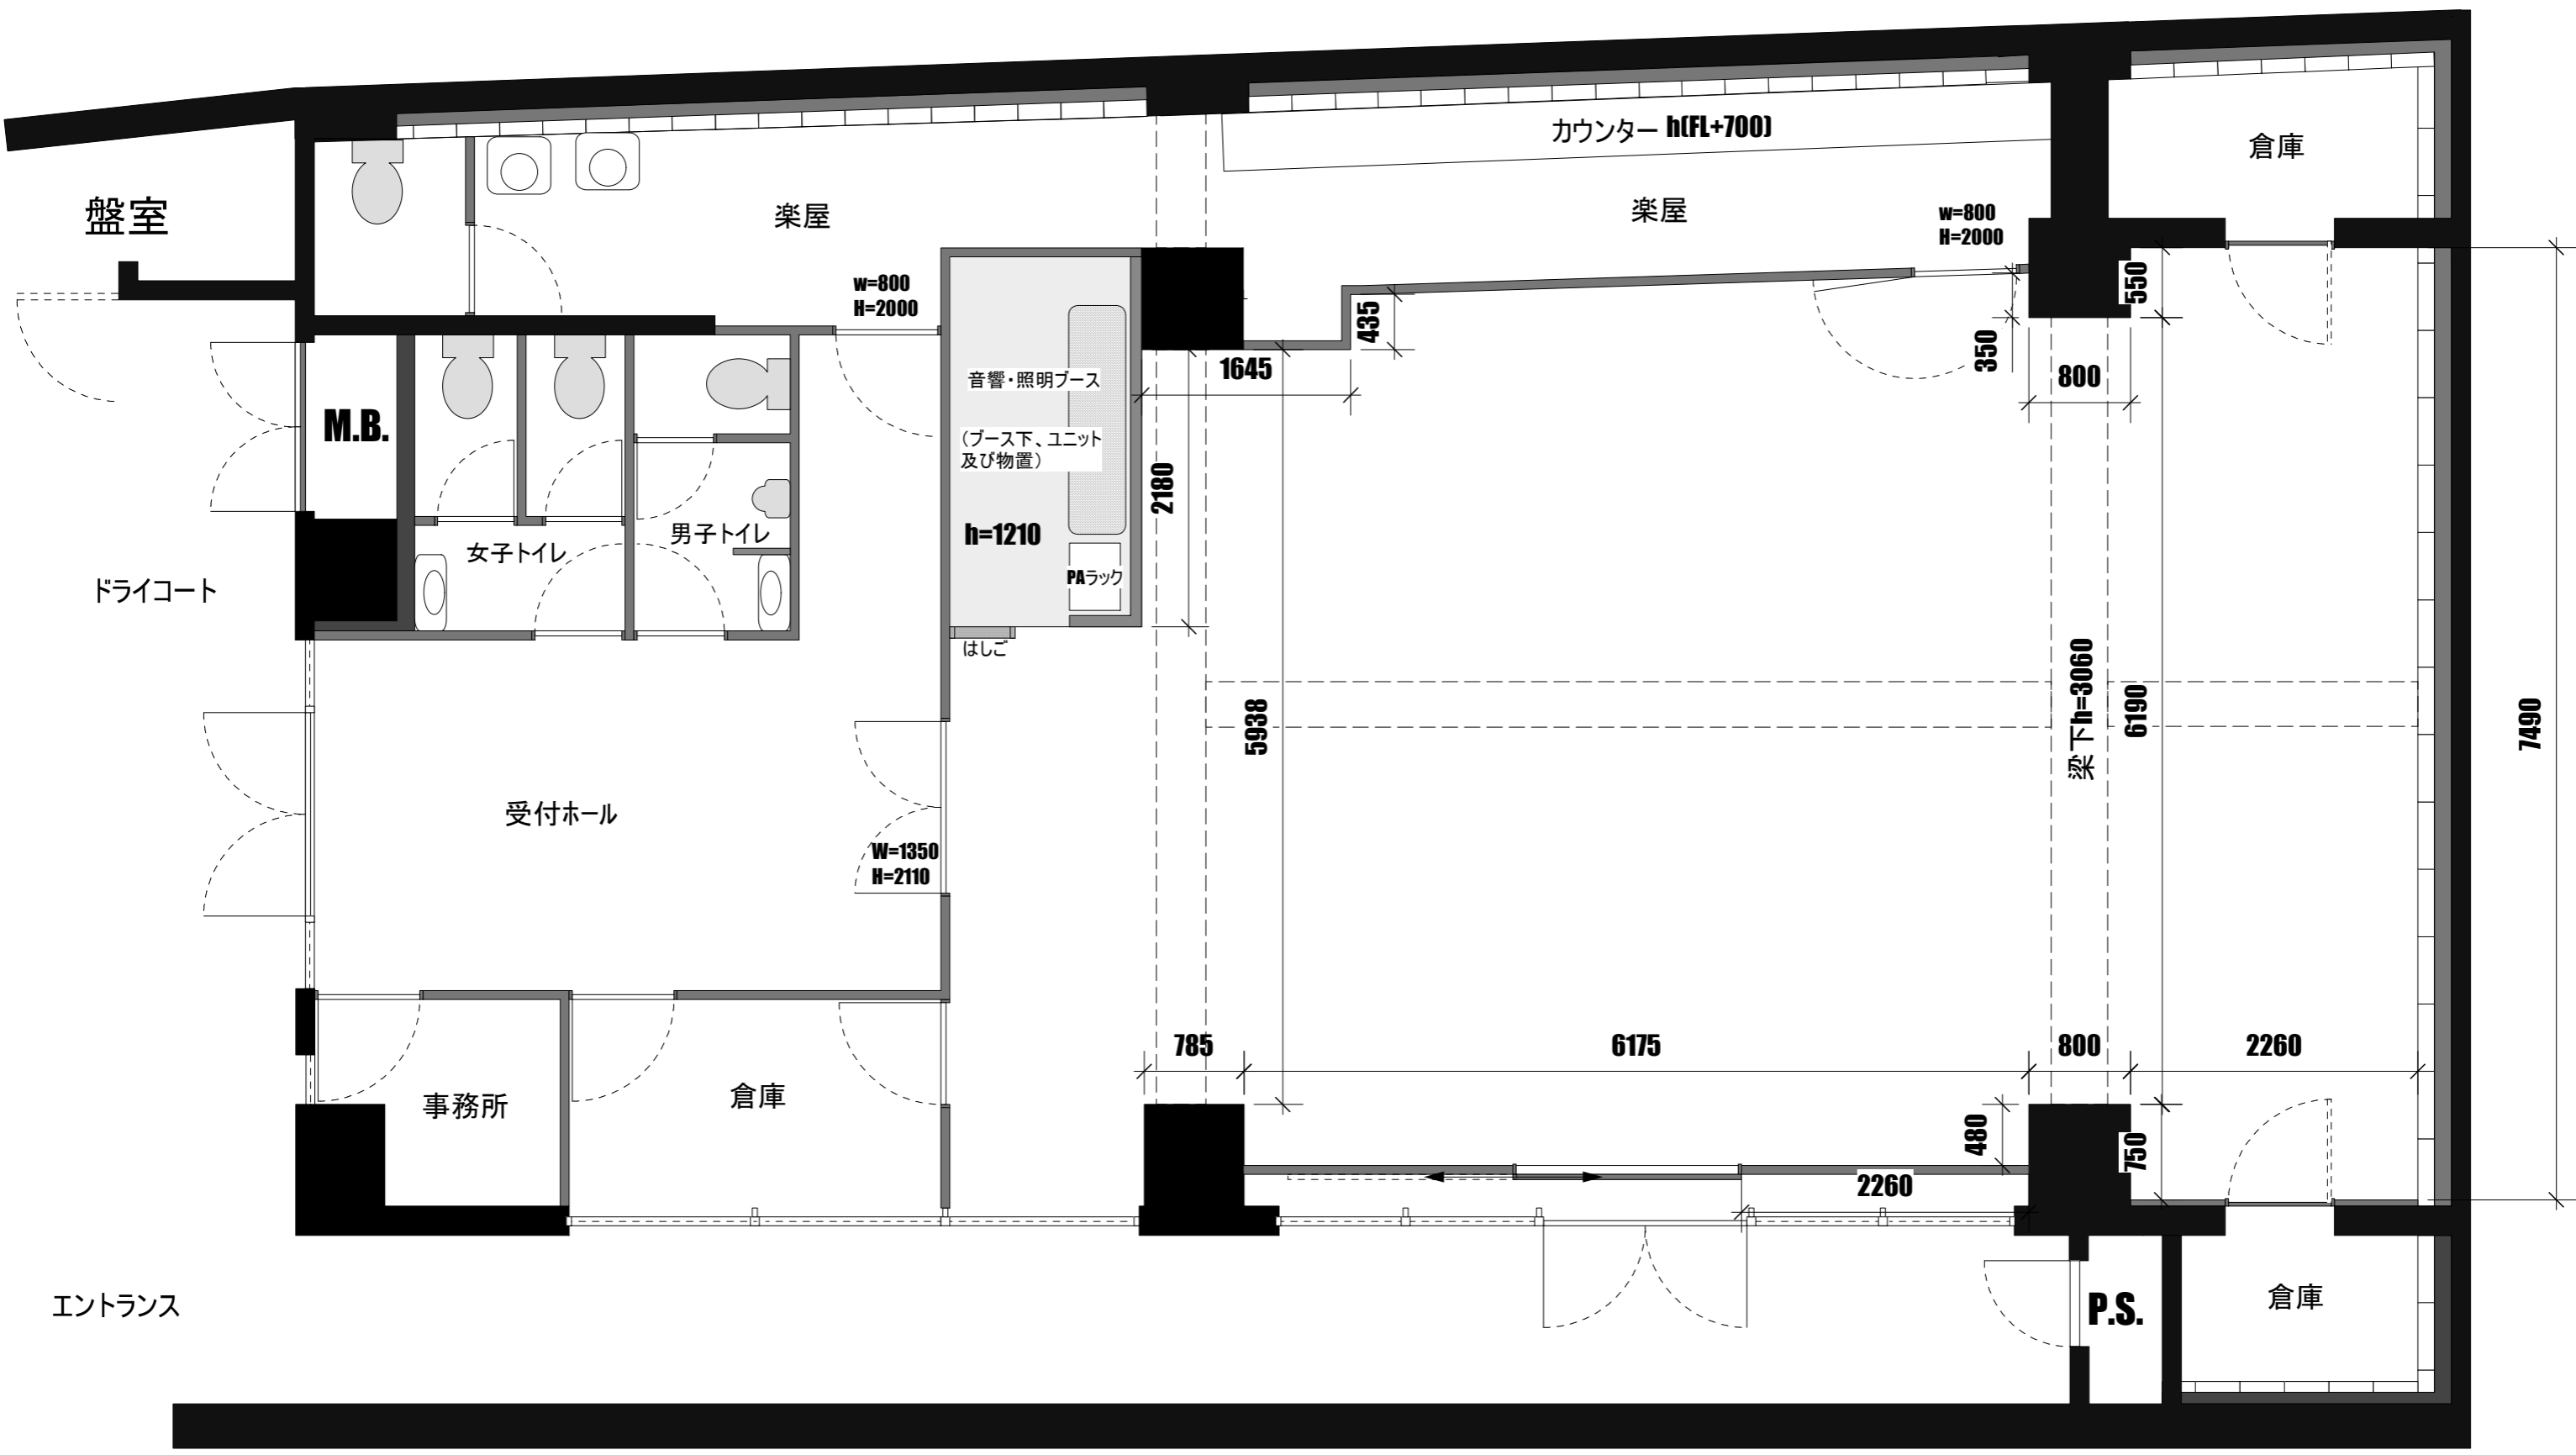 カウンター h(FL+700)
倉庫
盤室
楽屋
楽屋
w=800
H=2000
w=800
H=2000
550
435
350
1645
800
音響・照明ブース
M.B.
(ブース下、ユニット
及び物置)
2180
h=1210
男子トイレ
女子トイレ
PAラック
ドライコート
はしご
梁下h=3060
5938
6190
7490
受付ホール
W=1350
H=2110
785
6175
800
2260
事務所
倉庫
480
750
2260
エントランス
P.S.
倉庫